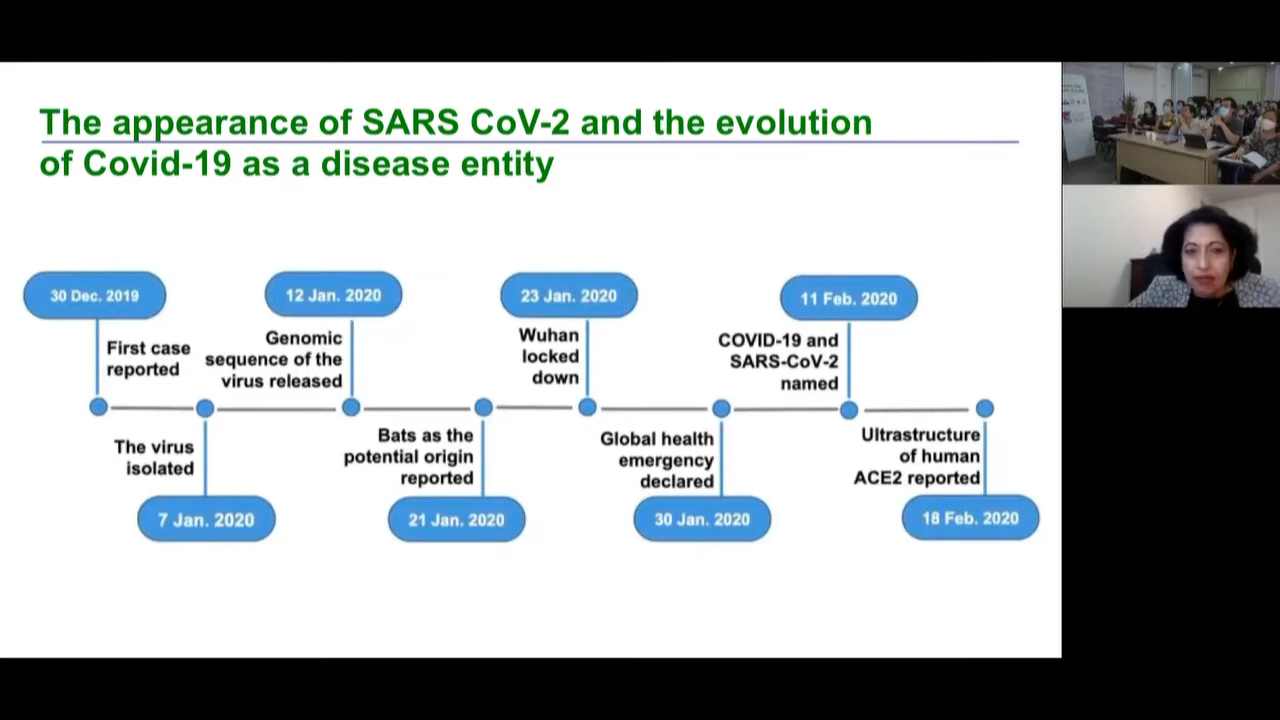 The appearance of SARS CoV-2 and the evolution
of Covid-19 as a disease entity
30 Dec. 2019
First case
reported
The virus
isolated
7 Jan. 2020
12 Jan. 2020
Genomic
sequence of the
virus released
Bats as the
potential origin
reported
21 Jan. 2020
23 Jan. 2020
Wuhan
locked
down
Global health
emergency
declared
30 Jan. 2020
11 Feb. 2020
COVID-19 and
SARS-CoV-2
named
Ultrastructure
of human
ACE2 reported
18 Feb. 2020